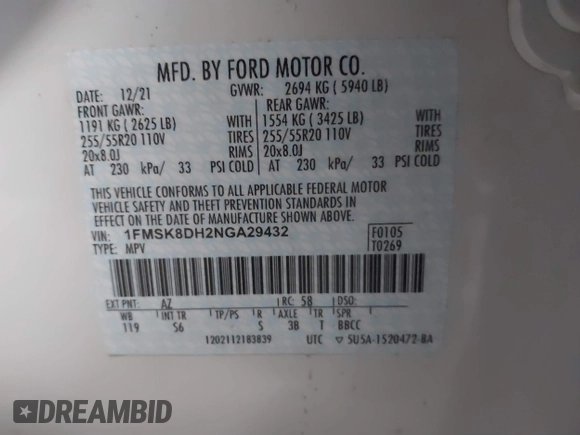 MFD. BY FORD MOTOR CO.
DATE: 12/21 GVWR: 2694 KG ( 5940 LB)
FRONT GAWR: REAR GAWR:
1191 KG ( 2625 LB) WITH 1554 KG ( 3425 LB) WITH
255/55R20 110V TIRES 255/55R20 110V TIRES
20x8.0J RIMS 20x8.0J RIMS
AT 230 kPa/ 33 PSI COLD AT 230 kPa/ 33 PSI COLD
THIS VEHICLE CONFORMS TO ALL APPLICABLE FEDERAL MOTOR
VEHICLE SAFETY AND THEFT PREVENTION STANDARDS IN
EFFECT ON THE DATE OF MANUFACTURE SHOWN ABOVE.
VIN: 1FMSK8DH2NGA29432 F0105
TYPE: MPV T0269
EXT PNT: AZ RC: 58 DSO:
WB INT TR TP/PS R AXLE TR SPR
119 S6 S 3B T BBCC
1202112183839 UTC ▽ 5U5A-1520472-BA
DREAMBID